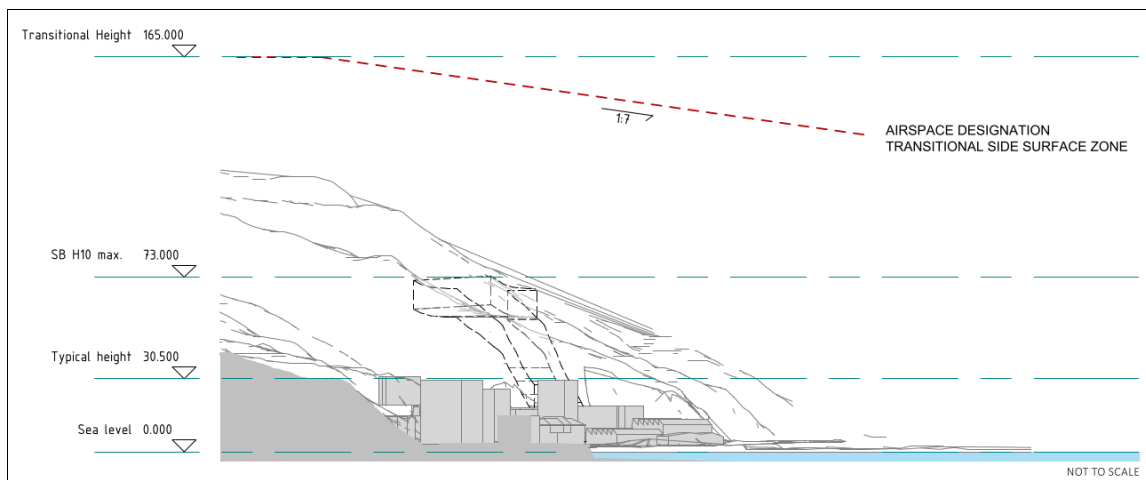 Transitional Height 165.000
1:7
AIRSPACE DESIGNATION
TRANSITIONAL SIDE SURFACE ZONE
SB H10 max. 73.000
Typical height 30.500
Sea level 0.000
NOT TO SCALE